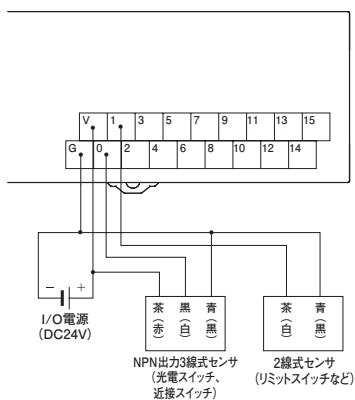 V 1 3 5 7 9 11 13 15
G 0 2 4 6 8 10 12 14
− +
I/O電源
(DC24V)
茶(赤) 黒(白) 青(黒)
茶(白) 青(黒)
NPN出力3線式センサ
(光電スイッチ、
近接スイッチ)
2線式センサ
(リミットスイッチなど)